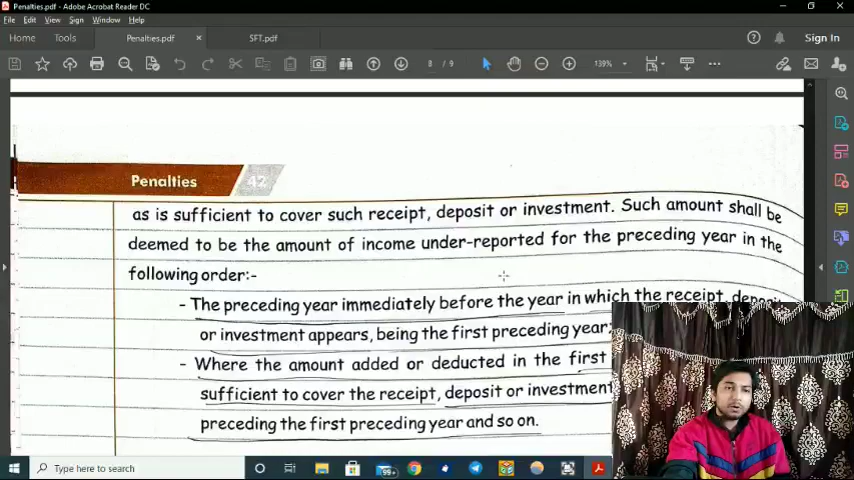 Penalties.pdf - Adobe Acrobat Reader DC
File Edit View Sign Window Help
Home Tools Penalties.pdf × SFT.pdf Sign In
8 / 9 139%
Penalties 42
as is sufficient to cover such receipt, deposit or investment. Such amount shall be
deemed to be the amount of income under-reported for the preceding year in the
following order:-
- The preceding year immediately before the year in which the receipt,
or investment appears, being the first preceding year;
- Where the amount added or deducted in the first
sufficient to cover the receipt, deposit or investment
preceding the first preceding year and so on.
Type here to search 99+